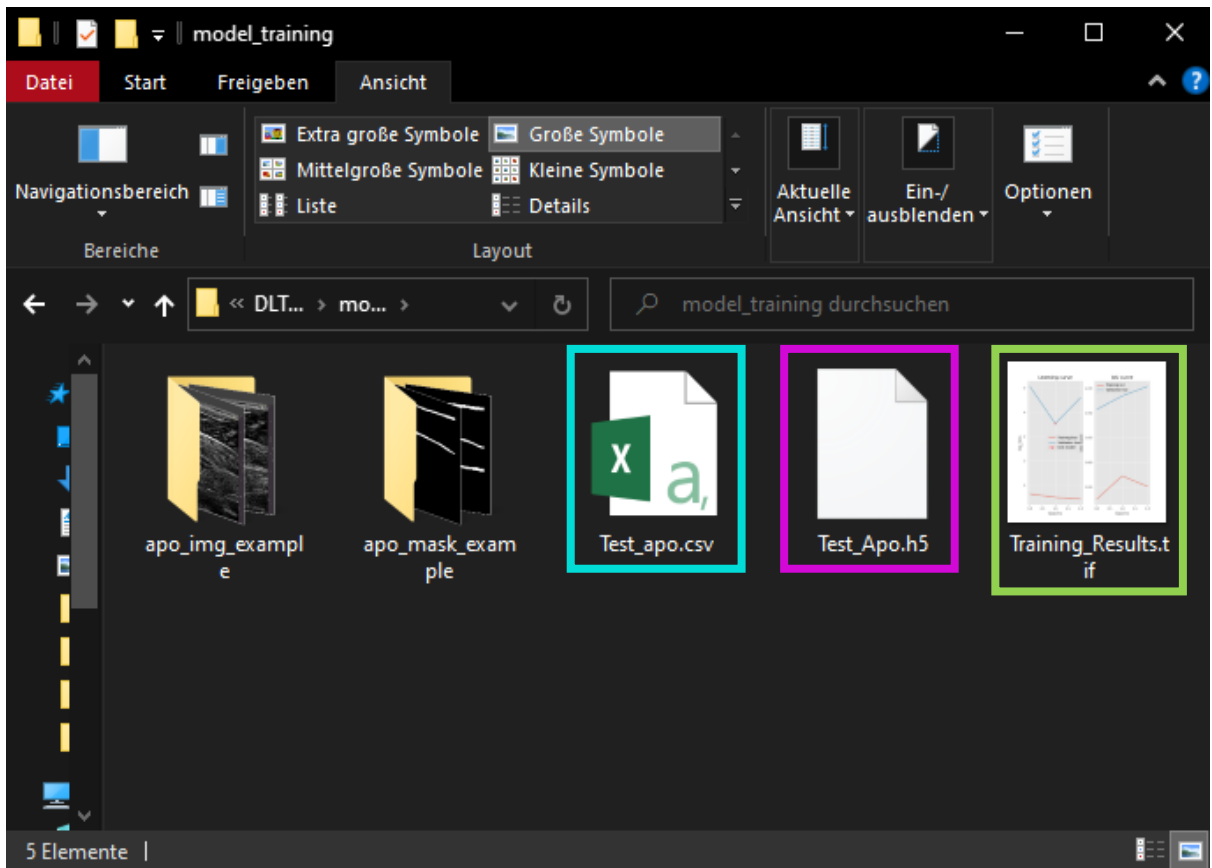 model_training
Datei Start Freigeben Ansicht
Extra große Symbole Große Symbole
Mittelgroße Symbole Kleine Symbole
Liste Details
Navigationsbereich
Aktuelle
Ansicht
Ein-/
ausblenden
Optionen
Bereiche Layout
« DLT... › mo... ›
model_training durchsuchen
apo_img_exampl
e
apo_mask_exam
ple
Test_apo.csv
Test_Apo.h5
Training_Results.t
if
5 Elemente